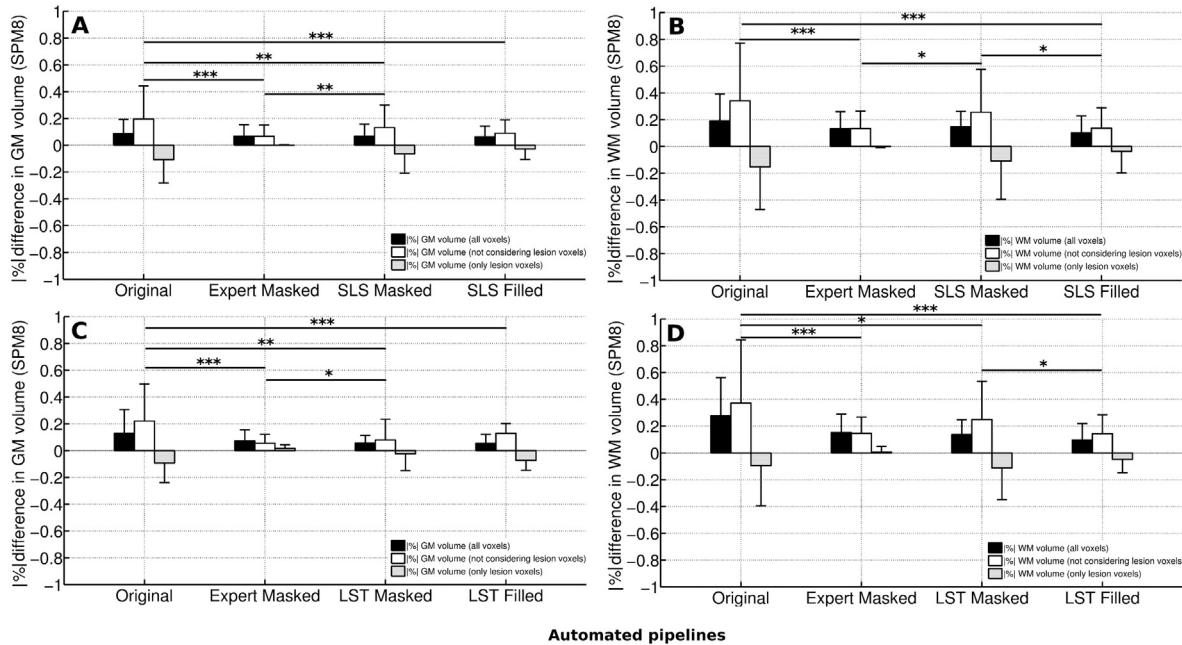 A
|%|difference in GM volume (SPM8)
1
0.8
0.6
0.4
0.2
0
−0.2
−0.4
−0.6
−0.8
−1
***
**
***
**
|%| GM volume (all voxels)
|%| GM volume (not considering lesion voxels)
|%| GM volume (only lesion voxels)
Original Expert Masked SLS Masked SLS Filled
B
|%|difference in WM volume (SPM8)
1
0.8
0.6
0.4
0.2
0
−0.2
−0.4
−0.6
−0.8
−1
***
***
*
*
|%| WM volume (all voxels)
|%| WM volume (not considering lesion voxels)
|%| WM volume (only lesion voxels)
Original Expert Masked SLS Masked SLS Filled
C
|%|difference in GM volume (SPM8)
1
0.8
0.6
0.4
0.2
0
−0.2
−0.4
−0.6
−0.8
−1
***
**
***
*
|%| GM volume (all voxels)
|%| GM volume (not considering lesion voxels)
|%| GM volume (only lesion voxels)
Original Expert Masked LST Masked LST Filled
D
|%|difference in WM volume (SPM8)
1
0.8
0.6
0.4
0.2
0
−0.2
−0.4
−0.6
−0.8
−1
***
*
***
*
|%| WM volume (all voxels)
|%| WM volume (not considering lesion voxels)
|%| WM volume (only lesion voxels)
Original Expert Masked LST Masked LST Filled
Automated pipelines